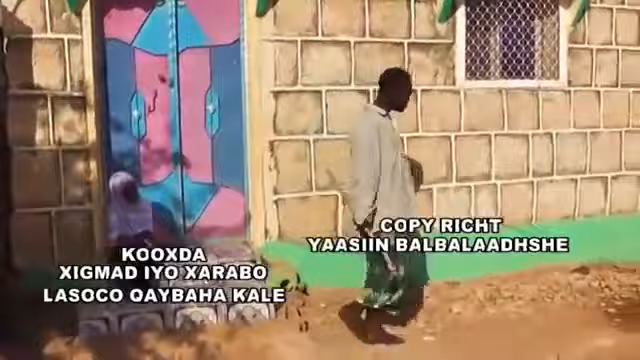 KOOXDA
XIGMAD IYO XARABO
LASOCO QAYBAHA KALE
COPY RICHT
YAASIIN BALBALAADHSHE